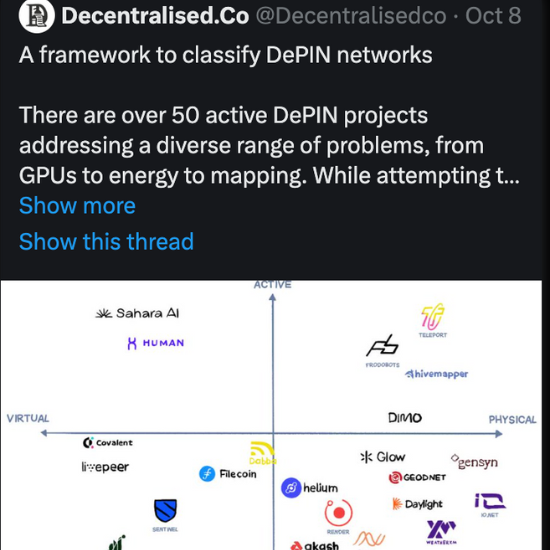 Decentralised.Co @Decentralisedco · Oct 8
A framework to classify DePIN networks
There are over 50 active DePIN projects
addressing a diverse range of problems, from
GPUs to energy to mapping. While attempting t...
Show more
Show this thread
ACTIVE
Sahara AI
HUMAN
TELEPORT
FRODOBOTS
hivemapper
DIMO
VIRTUAL
PHYSICAL
Covalent
livepeer
Dabba
Filecoin
Glow
gensyn
GEODNET
helium
Daylight
IO.NET
SENTINEL
RENDER
WEATHERXM
akash